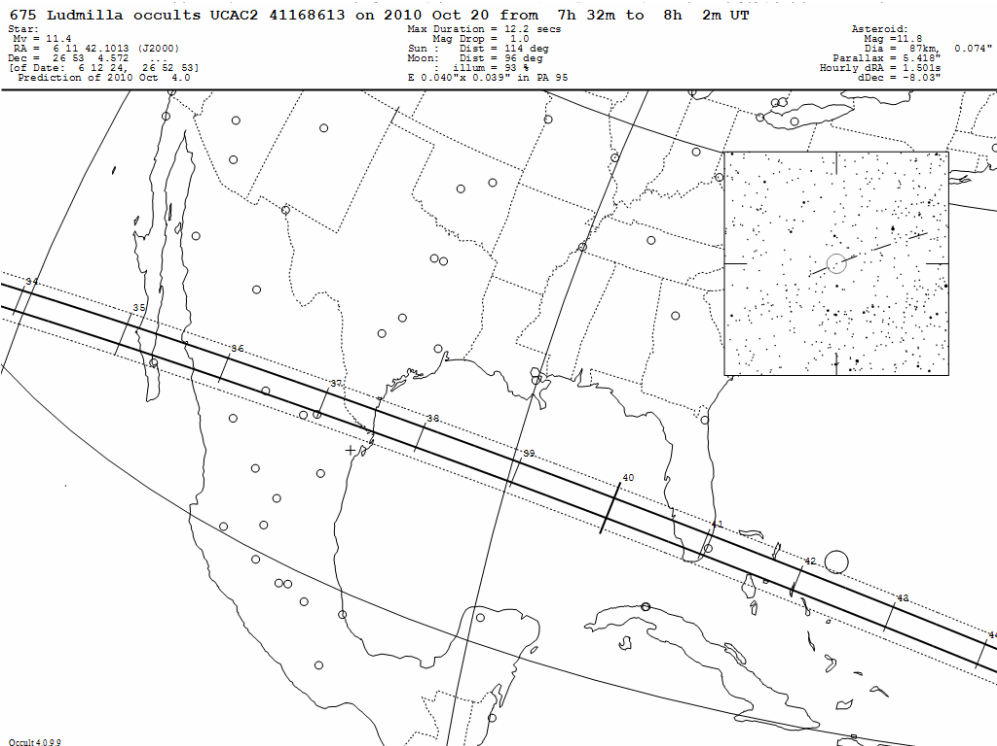 675 Ludmilla occults UCAC2 41168613 on 2010 Oct 20 from 7h 32m to 8h 2m UT
Star:
Mv = 11.4
RA = 6 11 42.1013 (J2000)
Dec = 26 53 4.572 ...
[of Date: 6 12 24, 26 52 53]
Prediction of 2010 Oct 4.0
Max Duration = 12.2 secs
Mag Drop = 1.0
Sun : Dist = 114 deg
Moon: Dist = 96 deg
: illum = 93 %
E 0.040"x 0.039" in PA 95
Asteroid:
Mag =11.8
Dia = 87km, 0.074"
Parallax = 5.418"
Hourly dRA = 1.501s
dDec = -8.03"
34
35
36
37
38
39
40
41
42
43
44
Occult 4.0.9.9